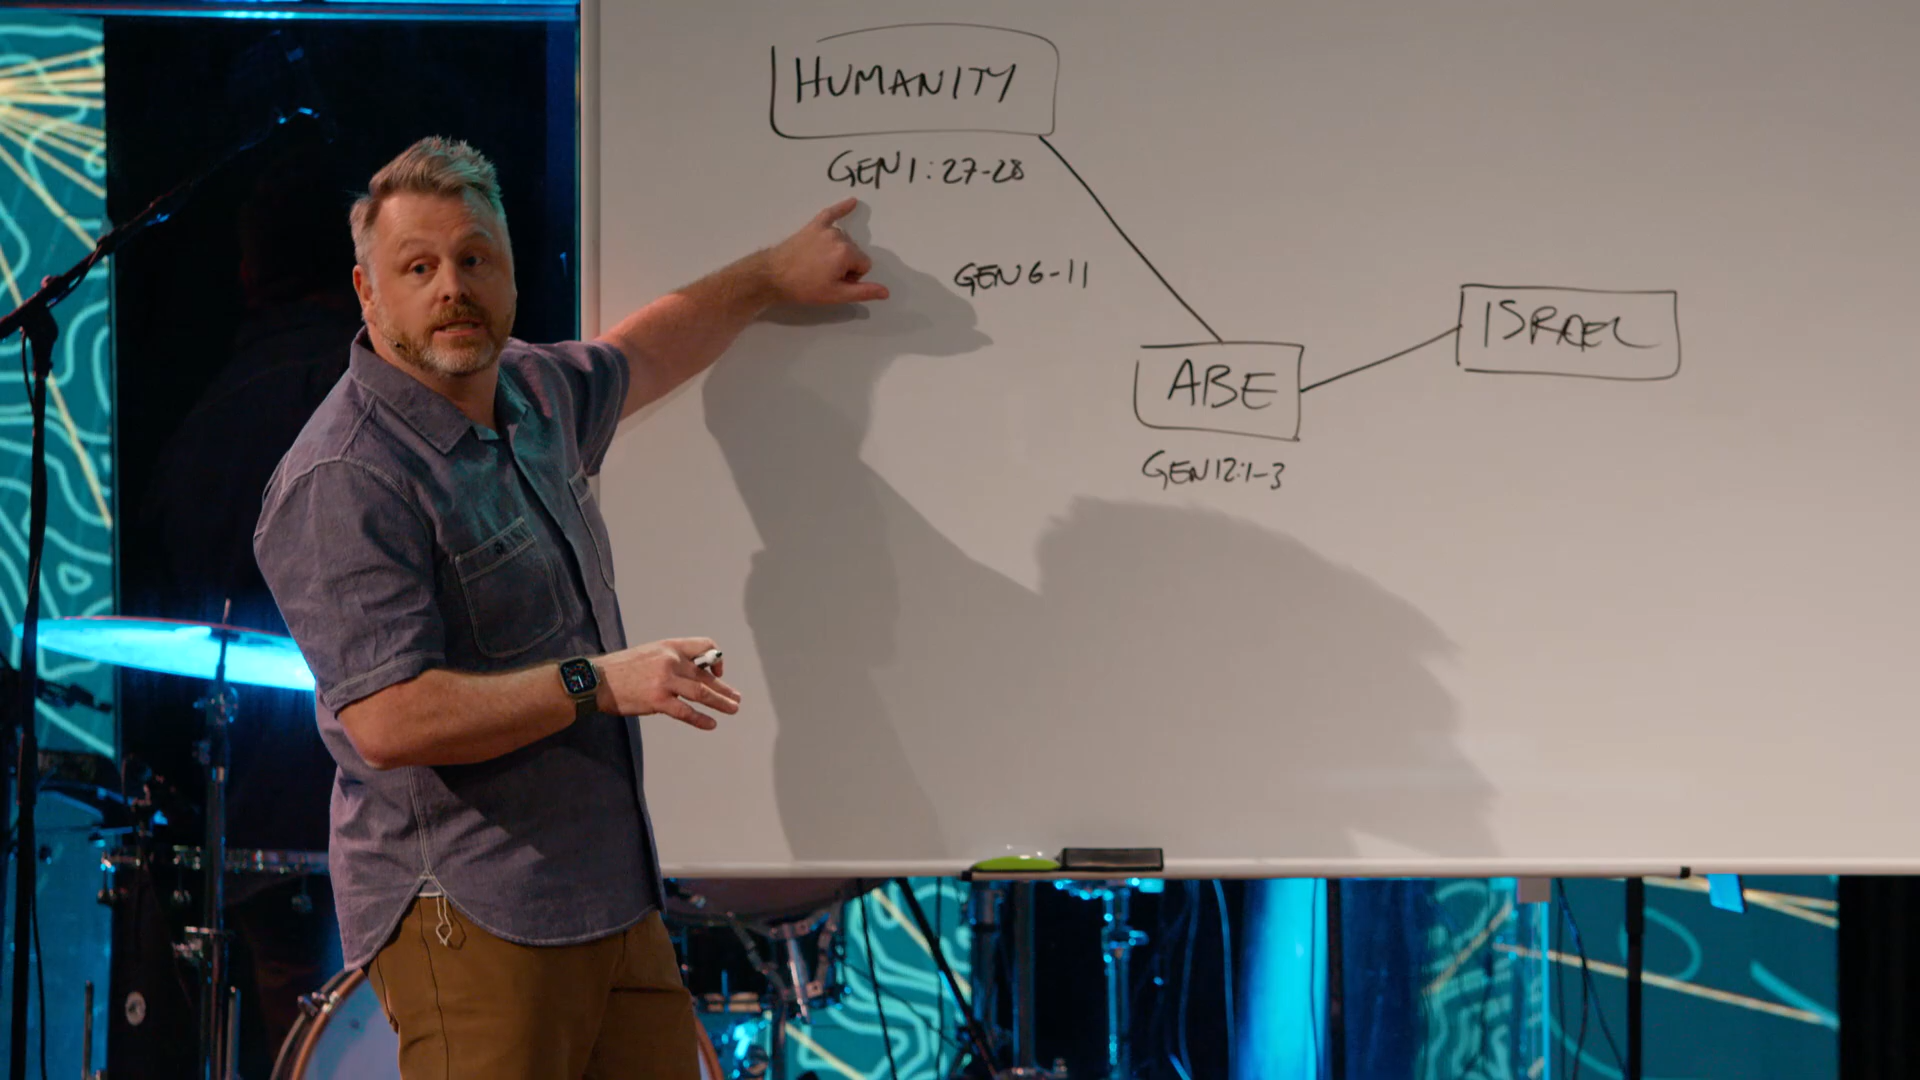 HUMANITY
GEN 1:27-28
GEN 6-11
ABE
GEN 12:1-3
ISRAEL